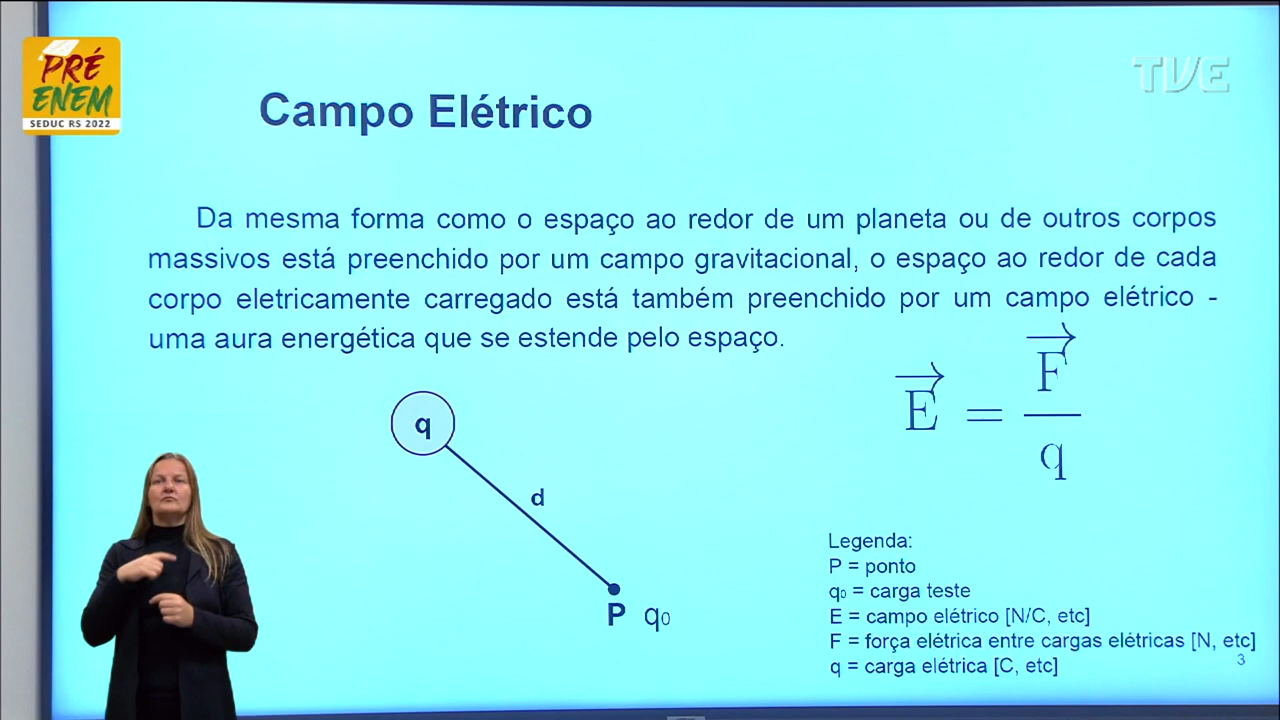 PRÉ
ENEM
SEDUC RS 2022
TVE
Campo Elétrico
Da mesma forma como o espaço ao redor de um planeta ou de outros corpos
massivos está preenchido por um campo gravitacional, o espaço ao redor de cada
corpo eletricamente carregado está também preenchido por um campo elétrico -
uma aura energética que se estende pelo espaço.
E = F / q
q
d
P q₀
Legenda:
P = ponto
q₀ = carga teste
E = campo elétrico [N/C, etc]
F = força elétrica entre cargas elétricas [N, etc]
q = carga elétrica [C, etc]
3